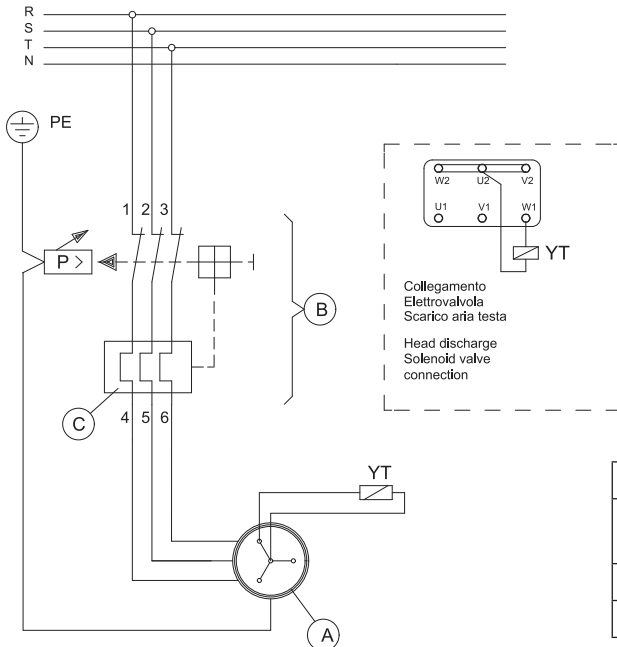 R
S
T
N
PE
1 2 3
P >
B
C
4 5 6
YT
A
W2 U2 V2
U1 V1 W1
YT
Collegamento
Elettrovalvola
Scarico aria testa
Head discharge
Solenoid valve
connection